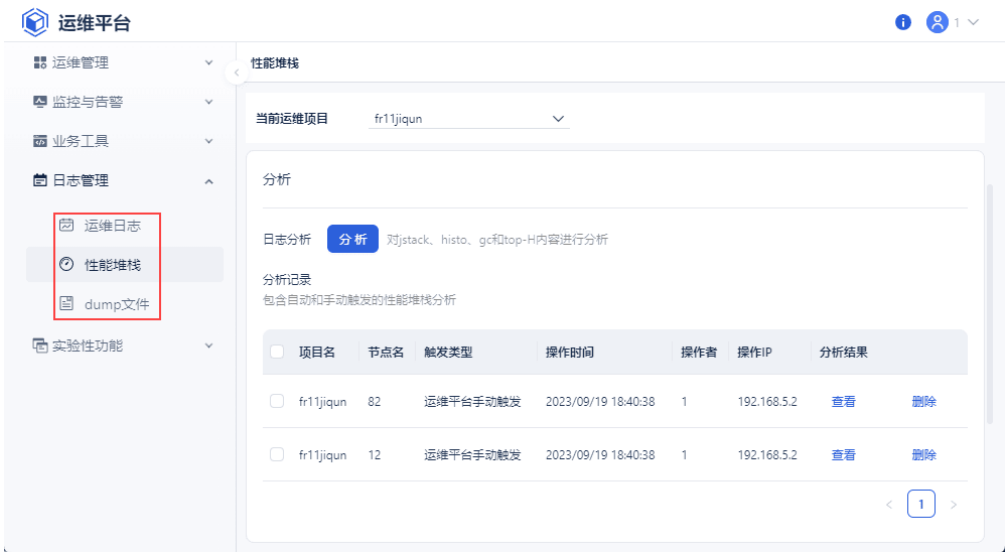 运维平台
1
运维管理
监控与告警
业务工具
日志管理
运维日志
性能堆栈
dump文件
实验性功能
性能堆栈
当前运维项目 fr11jiqun
分析
日志分析 分析 对jstack、histo、gc和top-H内容进行分析
分析记录
包含自动和手动触发的性能堆栈分析
项目名 节点名 触发类型 操作时间 操作者 操作IP 分析结果
fr11jiqun 82 运维平台手动触发 2023/09/19 18:40:38 1 192.168.5.2 查看 删除
fr11jiqun 12 运维平台手动触发 2023/09/19 18:40:38 1 192.168.5.2 查看 删除
< 1 >